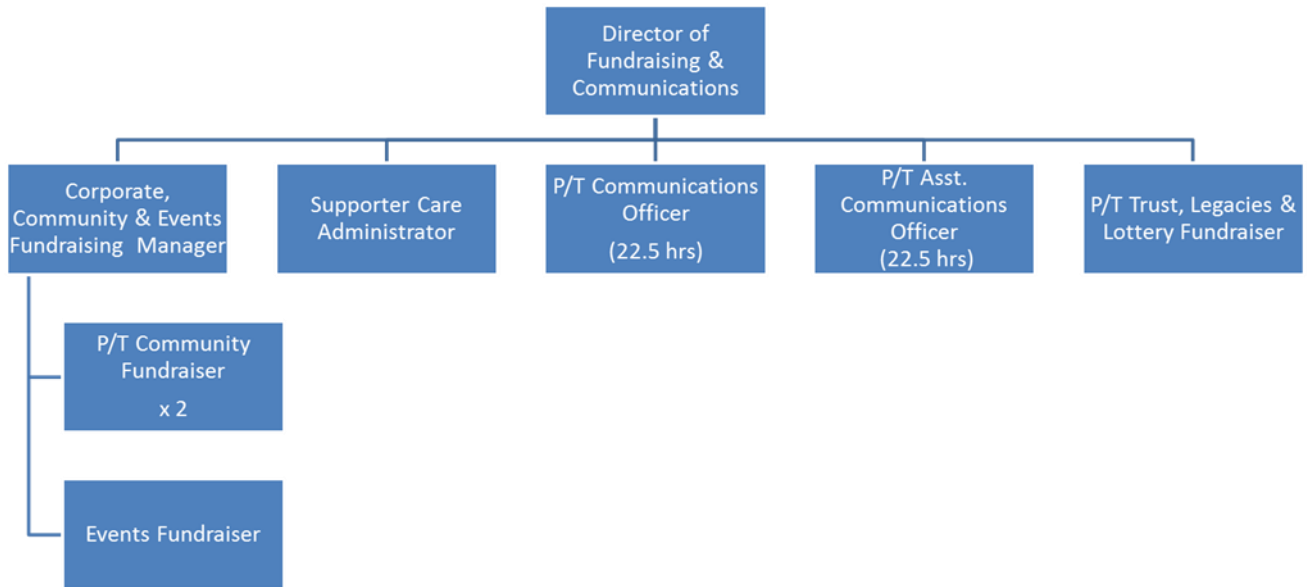 Director of
Fundraising &
Communications
Corporate,
Community & Events
Fundraising Manager
Supporter Care
Administrator
P/T Communications
Officer
(22.5 hrs)
P/T Asst.
Communications
Officer
(22.5 hrs)
P/T Trust, Legacies &
Lottery Fundraiser
P/T Community
Fundraiser
x 2
Events Fundraiser